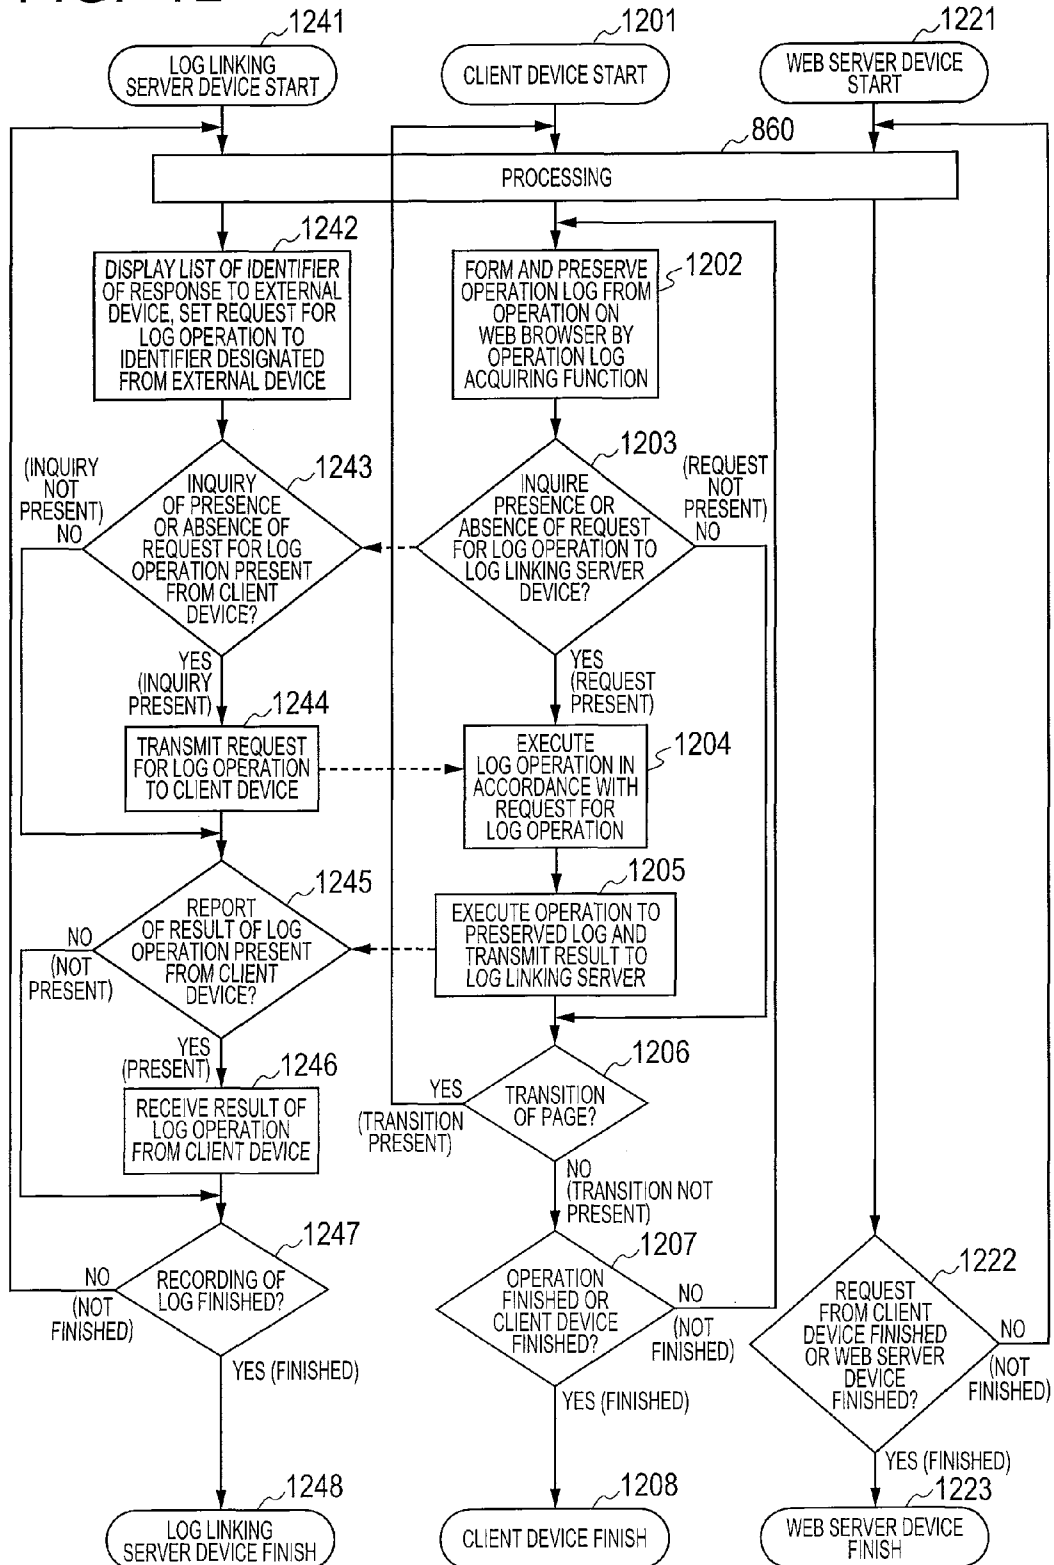 1241
LOG LINKING
SERVER DEVICE START
1201
CLIENT DEVICE START
1221
WEB SERVER DEVICE
START
860
PROCESSING
1242
DISPLAY LIST OF IDENTIFIER
OF RESPONSE TO EXTERNAL
DEVICE, SET REQUEST FOR
LOG OPERATION TO
IDENTIFIER DESIGNATED
FROM EXTERNAL DEVICE
1202
FORM AND PRESERVE
OPERATION LOG FROM
OPERATION ON
WEB BROWSER BY
OPERATION LOG
ACQUIRING FUNCTION
(INQUIRY
NOT
PRESENT)
NO
1243
INQUIRY
OF PRESENCE
OR ABSENCE OF
REQUEST FOR LOG
OPERATION PRESENT
FROM CLIENT
DEVICE?
YES
(INQUIRY
PRESENT)
1203
INQUIRE
PRESENCE OR
ABSENCE OF REQUEST
FOR LOG OPERATION TO
LOG LINKING SERVER
DEVICE?
(REQUEST
NOT
PRESENT)
NO
YES
(REQUEST
PRESENT)
1244
TRANSMIT REQUEST
FOR LOG OPERATION
TO CLIENT DEVICE
1204
EXECUTE
LOG OPERATION IN
ACCORDANCE WITH
REQUEST FOR
LOG OPERATION
1245
REPORT
OF RESULT OF LOG
OPERATION PRESENT
FROM CLIENT
DEVICE?
NO
(NOT
PRESENT)
YES
(PRESENT)
1205
EXECUTE OPERATION TO
PRESERVED LOG AND
TRANSMIT RESULT TO
LOG LINKING SERVER
1246
RECEIVE RESULT OF
LOG OPERATION
FROM CLIENT DEVICE
1206
TRANSITION
OF PAGE?
YES
(TRANSITION
PRESENT)
NO
(TRANSITION NOT
PRESENT)
1247
RECORDING OF
LOG FINISHED?
NO
(NOT
FINISHED)
YES (FINISHED)
1207
OPERATION
FINISHED OR
CLIENT DEVICE
FINISHED?
NO
(NOT
FINISHED)
YES (FINISHED)
1222
REQUEST
FROM CLIENT
DEVICE FINISHED
OR WEB SERVER
DEVICE
FINISHED?
NO
(NOT
FINISHED)
YES (FINISHED)
1248
LOG LINKING
SERVER DEVICE FINISH
1208
CLIENT DEVICE FINISH
1223
WEB SERVER DEVICE
FINISH